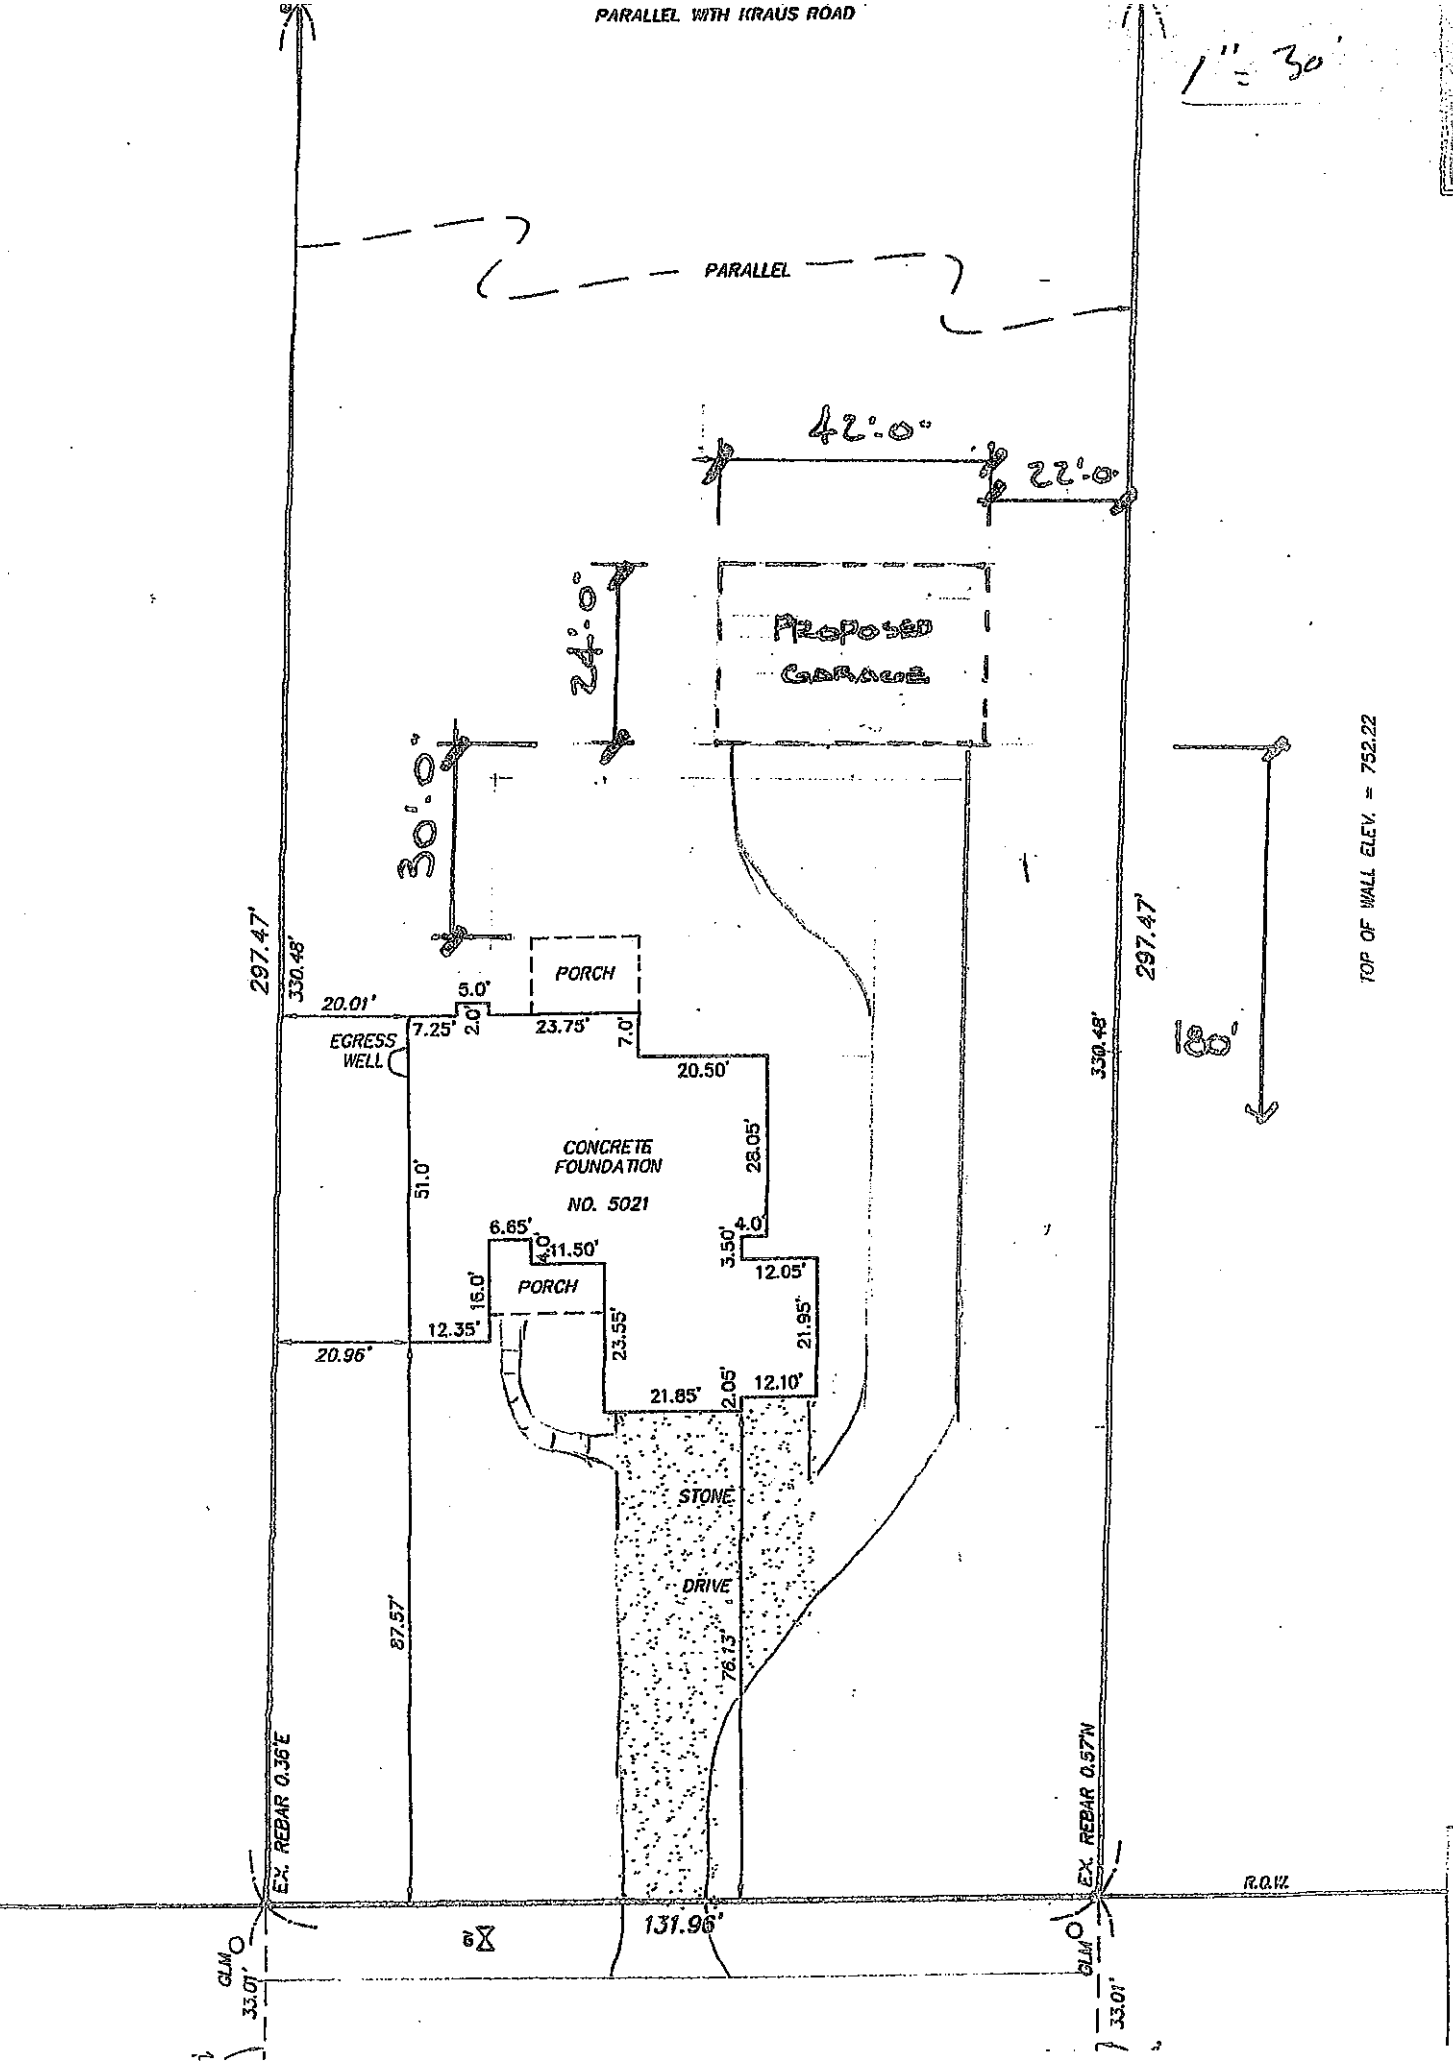 PARALLEL WITH KRAUS ROAD
1" = 30'
PARALLEL
42'.0"
22'.0"
24'.0"
PROPOSED
GARAGE
30'.0"
TOP OF WALL ELEV. = 752.22
297.47'
330.48'
297.47'
330.48'
180'
PORCH
20.01'
5.0'
7.25'
2.0'
23.75'
7.0'
EGRESS
WELL
20.50'
CONCRETE
FOUNDATION
NO. 5021
28.05'
51.0'
6.65'
4.0'
11.50'
4.0'
3.50'
12.05'
PORCH
16.0'
23.55'
21.95'
12.35'
20.96'
21.85'
2.05'
12.10'
STONE
DRIVE
87.57'
76.13'
EX. REBAR 0.36'E
EX. REBAR 0.57'N
R.O.W.
131.96'
GV
GLM
GLM
33.01'
33.01'